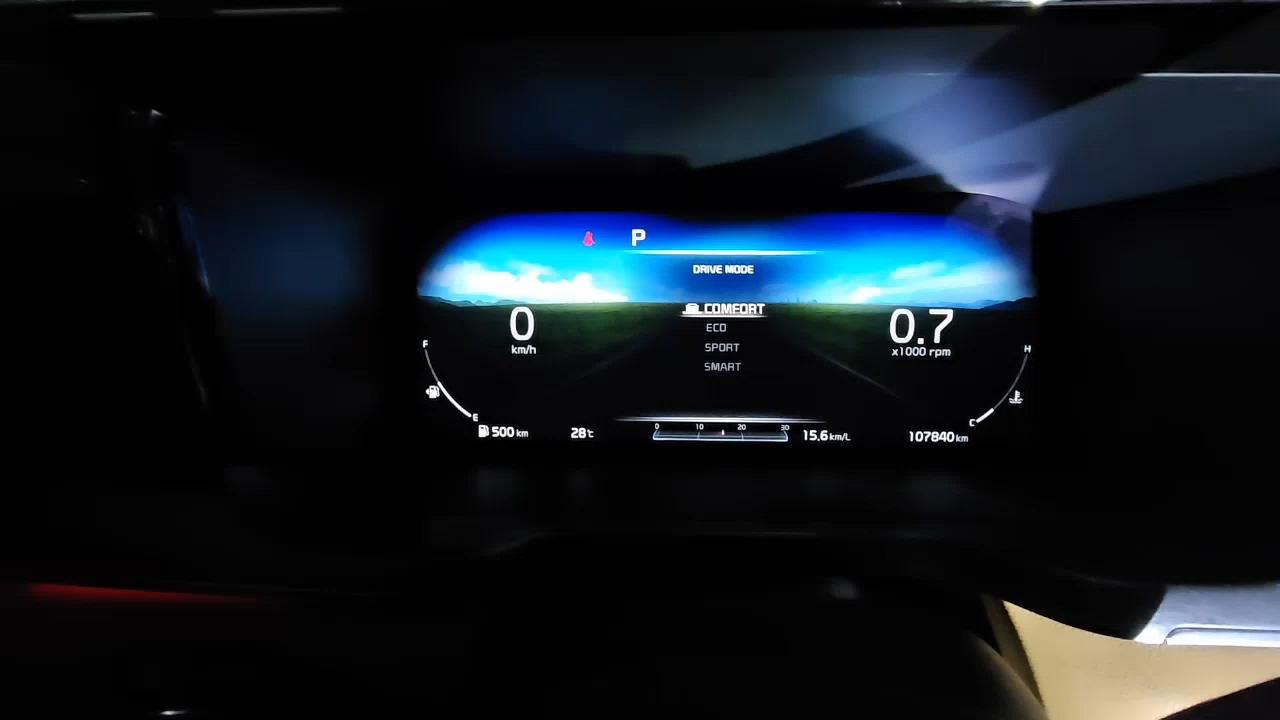 P
DRIVE MODE
COMFORT
ECO
SPORT
SMART
0
km/h
0.7
x1000 rpm
F
E
H
C
500 km
28℃
0 10 20 30
15.6 km/L
107840 km